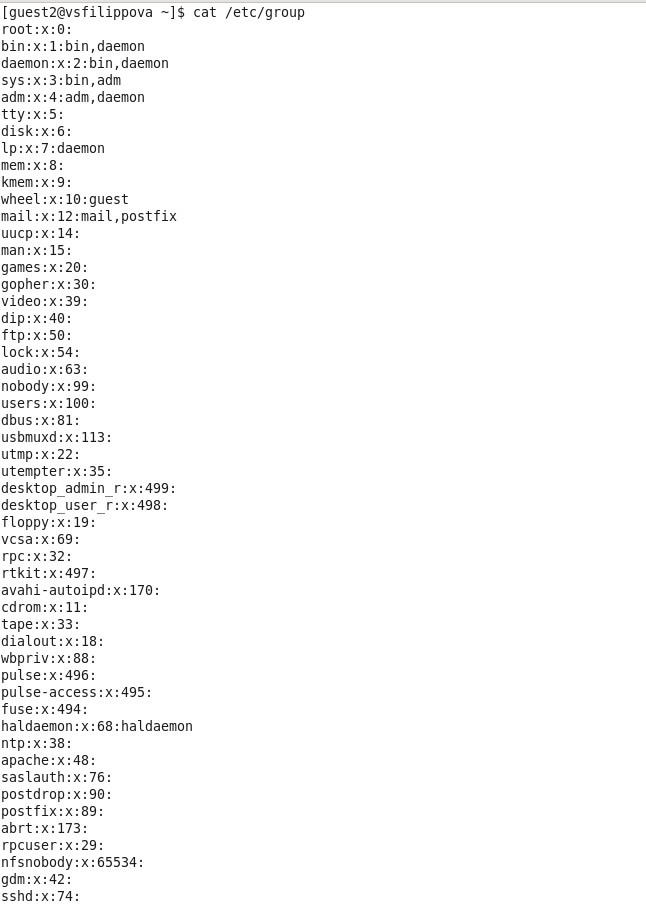 [guest2@vsfilippova ~]$ cat /etc/group
root:x:0:
bin:x:1:bin,daemon
daemon:x:2:bin,daemon
sys:x:3:bin,adm
adm:x:4:adm,daemon
tty:x:5:
disk:x:6:
lp:x:7:daemon
mem:x:8:
kmem:x:9:
wheel:x:10:guest
mail:x:12:mail,postfix
uucp:x:14:
man:x:15:
games:x:20:
gopher:x:30:
video:x:39:
dip:x:40:
ftp:x:50:
lock:x:54:
audio:x:63:
nobody:x:99:
users:x:100:
dbus:x:81:
usbmuxd:x:113:
utmp:x:22:
utempter:x:35:
desktop_admin_r:x:499:
desktop_user_r:x:498:
floppy:x:19:
vcsa:x:69:
rpc:x:32:
rtkit:x:497:
avahi-autoipd:x:170:
cdrom:x:11:
tape:x:33:
dialout:x:18:
wbpriv:x:88:
pulse:x:496:
pulse-access:x:495:
fuse:x:494:
haldaemon:x:68:haldaemon
ntp:x:38:
apache:x:48:
saslauth:x:76:
postdrop:x:90:
postfix:x:89:
abrt:x:173:
rpcuser:x:29:
nfsnobody:x:65534:
gdm:x:42:
sshd:x:74: